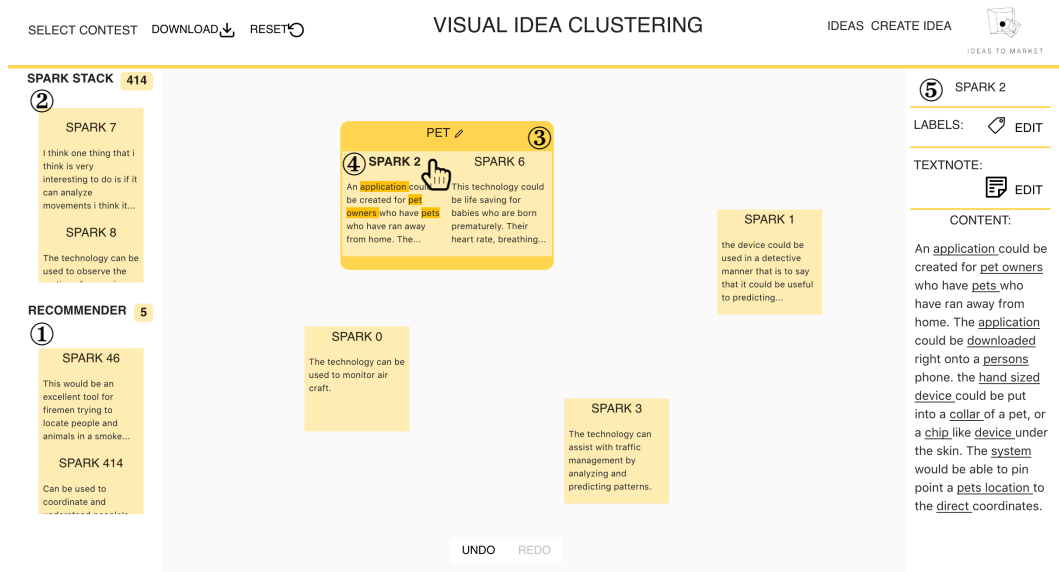 SELECT CONTEST DOWNLOAD RESET
VISUAL IDEA CLUSTERING
IDEAS CREATE IDEA
IDEAS TO MARKET
SPARK STACK 414
②
SPARK 7
I think one thing that i
think is very
interesting to do is if it
can analyze
movements i think it...
SPARK 8
The technology can be
used to observe the
RECOMMENDER 5
①
SPARK 46
This would be an
excellent tool for
firemen trying to
locate people and
animals in a smoke...
SPARK 414
Can be used to
coordinate and
understand people's
PET
③
④ SPARK 2
An application could
be created for pet
owners who have pets
who have ran away
from home. The...
SPARK 6
This technology could
be life saving for
babies who are born
prematurely. Their
heart rate, breathing...
SPARK 1
the device could be
used in a detective
manner that is to say
that it could be useful
to predicting...
SPARK 0
The technology can be
used to monitor air
craft.
SPARK 3
The technology can
assist with traffic
management by
analyzing and
predicting patterns.
UNDO REDO
⑤ SPARK 2
LABELS: EDIT
TEXTNOTE:
EDIT
CONTENT:
An application could be
created for pet owners
who have pets who
have ran away from
home. The application
could be downloaded
right onto a persons
phone. the hand sized
device could be put
into a collar of a pet, or
a chip like device under
the skin. The system
would be able to pin
point a pets location to
the direct coordinates.